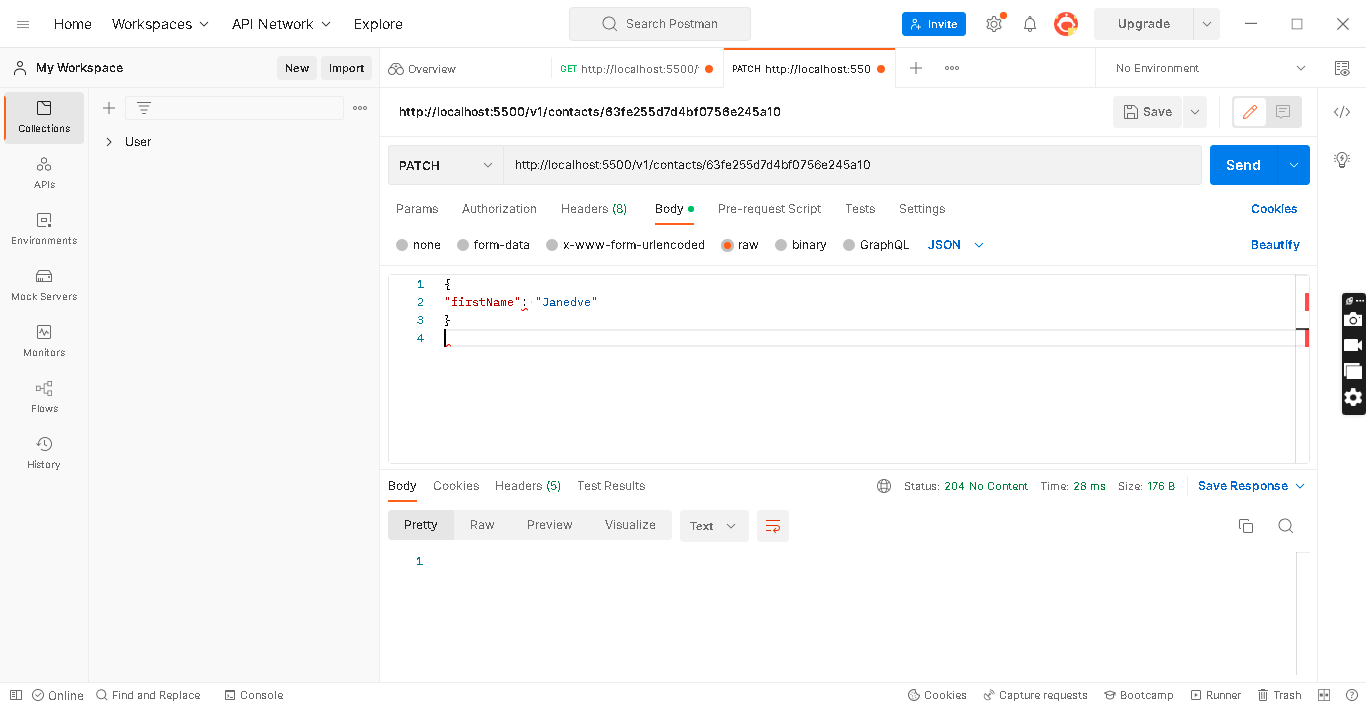 Home Workspaces API Network Explore Search Postman Invite Upgrade
My Workspace New Import Overview GET http://localhost:5500/ PATCH http://localhost:550 No Environment
Collections
APIs
Environments
Mock Servers
Monitors
Flows
History
User
http://localhost:5500/v1/contacts/63fe255d7d4bf0756e245a10 Save
PATCH http://localhost:5500/v1/contacts/63fe255d7d4bf0756e245a10 Send
Params Authorization Headers (8) Body Pre-request Script Tests Settings Cookies
none form-data x-www-form-urlencoded raw binary GraphQL JSON Beautify
1 {
2 "firstName": "Janedve"
3 }
4
Body Cookies Headers (5) Test Results Status: 204 No Content Time: 28 ms Size: 176 B Save Response
Pretty Raw Preview Visualize Text
1
Online Find and Replace Console Cookies Capture requests Bootcamp Runner Trash